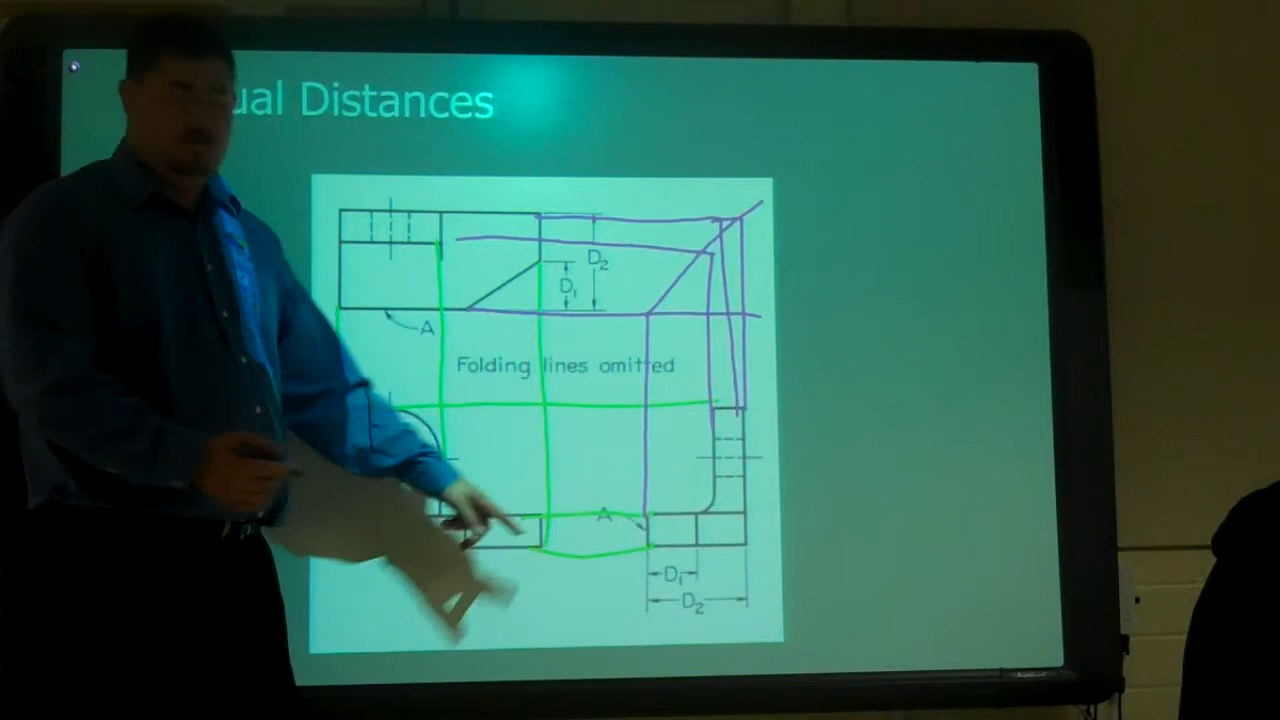 ual Distances
D₂
D₁
A
Folding lines omitted
A
D₁
D₂